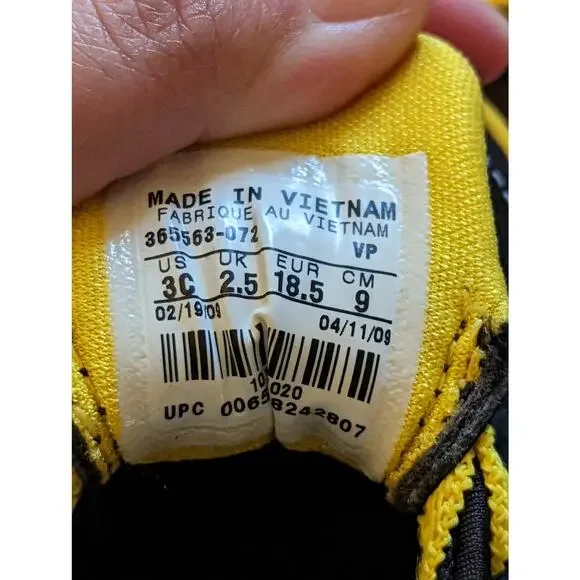 MADE IN VIETNAM
FABRIQUE AU VIETNAM
365563-072 VP
US UK EUR CM
3C 2.5 18.5 9
02/19/09 04/11/09
UPC